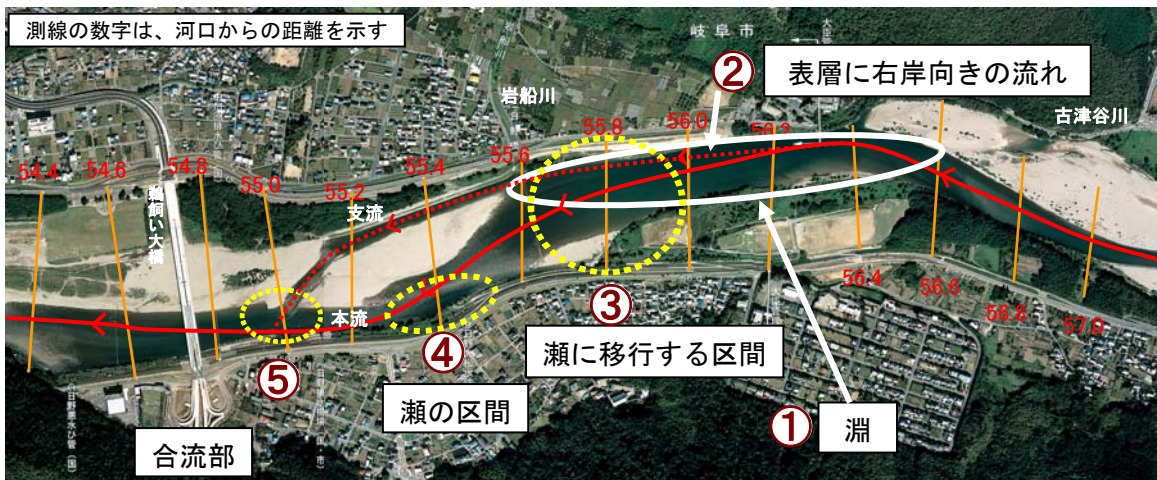 測線の数字は、河口からの距離を示す
岐阜市
②
表層に右岸向きの流れ
岩船川
古津谷川
54.4
54.6
54.8
55.0
55.2
55.4
55.6
55.8
56.0
56.2
鵜飼い大橋
支流
本流
56.4
56.6
56.8
57.0
③
瀬に移行する区間
④
瀬の区間
⑤
合流部
①
淵